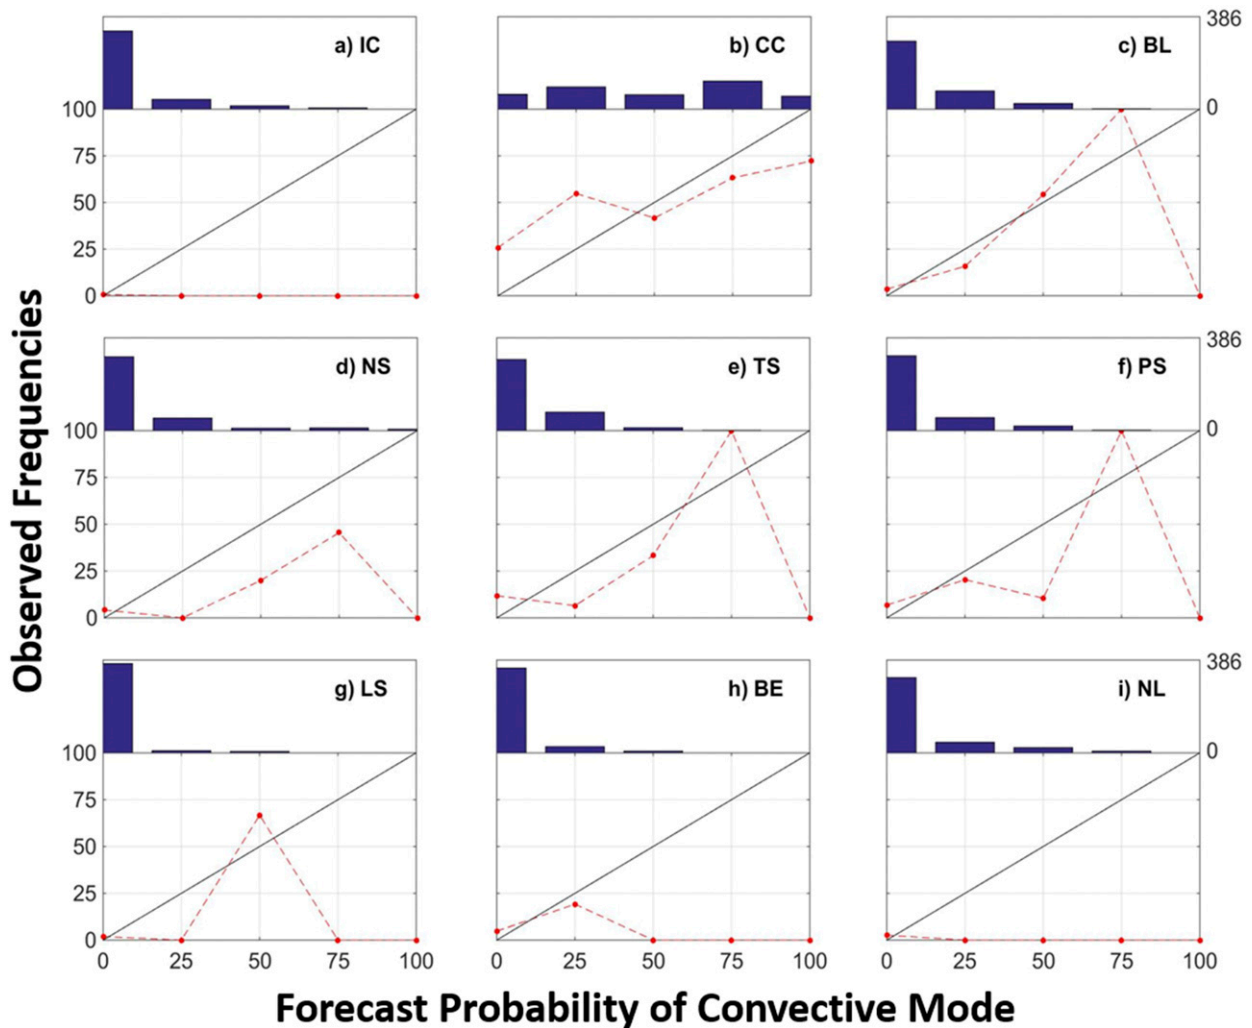 a) IC
b) CC
c) BL
386
100
0
75
50
25
0
d) NS
e) TS
f) PS
386
100
0
75
50
25
0
g) LS
h) BE
i) NL
386
100
0
75
50
25
0
0 25 50 75 100 0 25 50 75 100 0 25 50 75 100
Observed Frequencies
Forecast Probability of Convective Mode